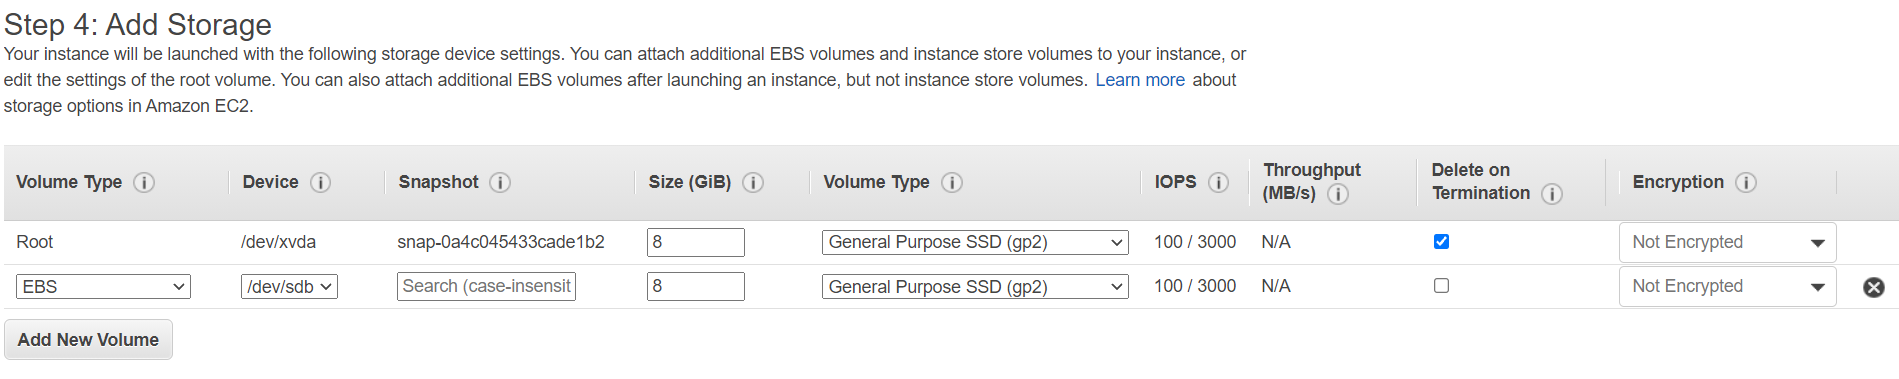 Step 4: Add Storage
Your instance will be launched with the following storage device settings. You can attach additional EBS volumes and instance store volumes to your instance, or
edit the settings of the root volume. You can also attach additional EBS volumes after launching an instance, but not instance store volumes. Learn more about
storage options in Amazon EC2.
Volume Type Device Snapshot Size (GiB) Volume Type IOPS Throughput (MB/s) Delete on Termination Encryption
Root /dev/xvda snap-0a4c045433cade1b2 8 General Purpose SSD (gp2) 100 / 3000 N/A Not Encrypted
EBS /dev/sdb Search (case-insensit 8 General Purpose SSD (gp2) 100 / 3000 N/A Not Encrypted
Add New Volume